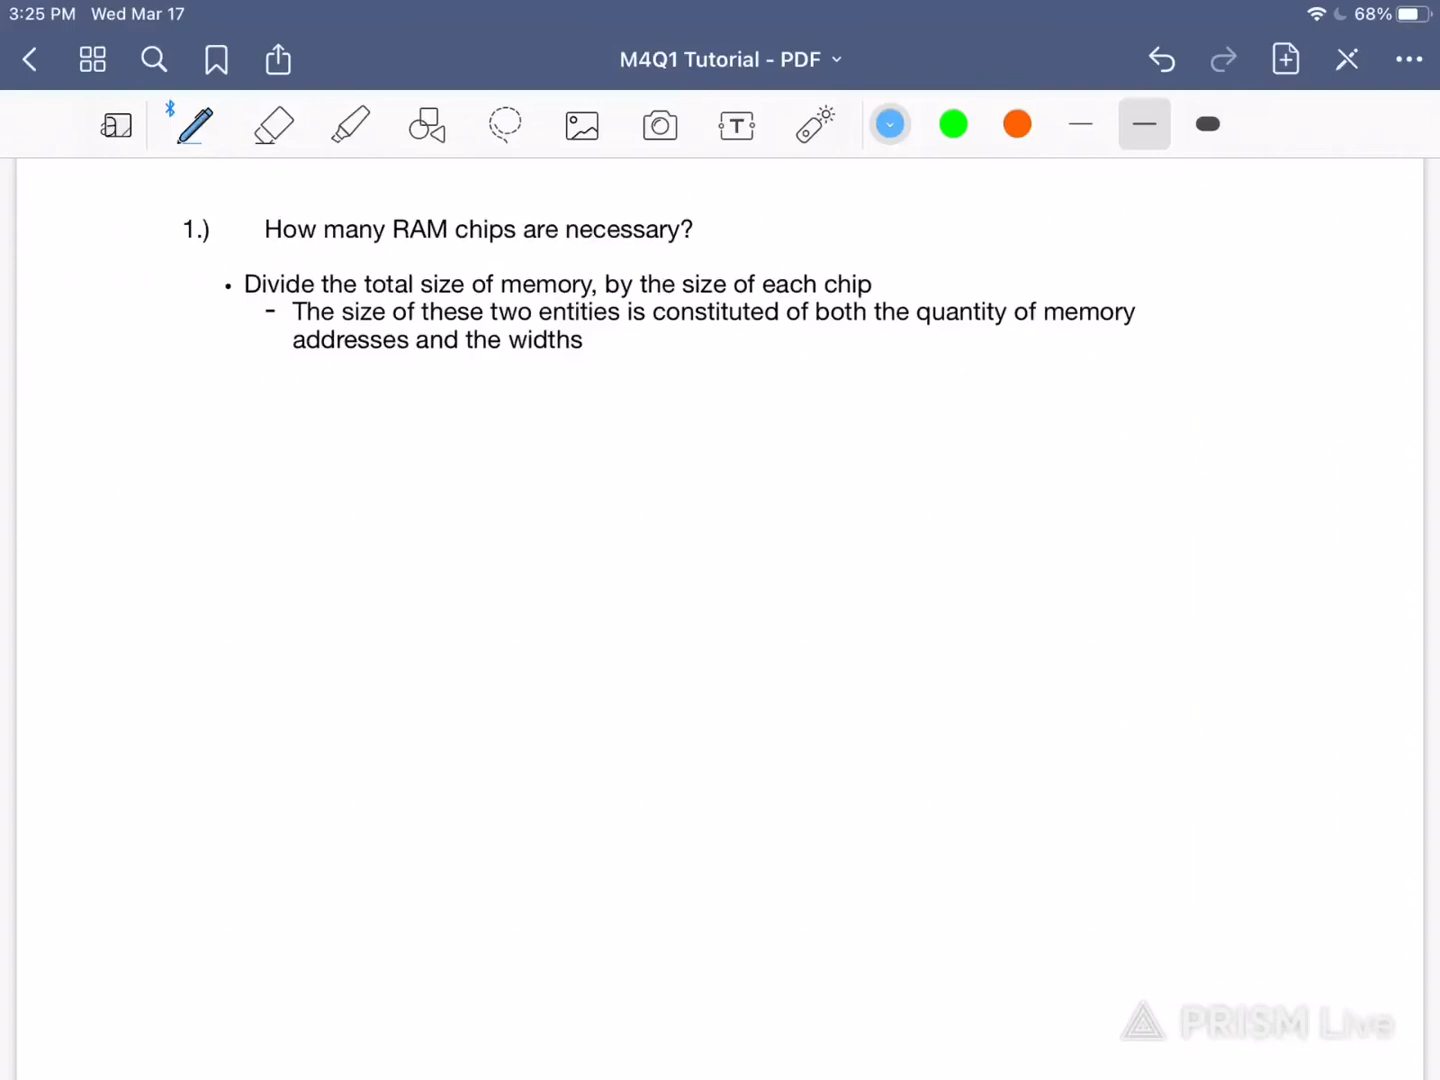 3:25 PM Wed Mar 17
68%
M4Q1 Tutorial - PDF
T
1.) How many RAM chips are necessary?
• Divide the total size of memory, by the size of each chip
- The size of these two entities is constituted of both the quantity of memory
addresses and the widths
PRISM Live